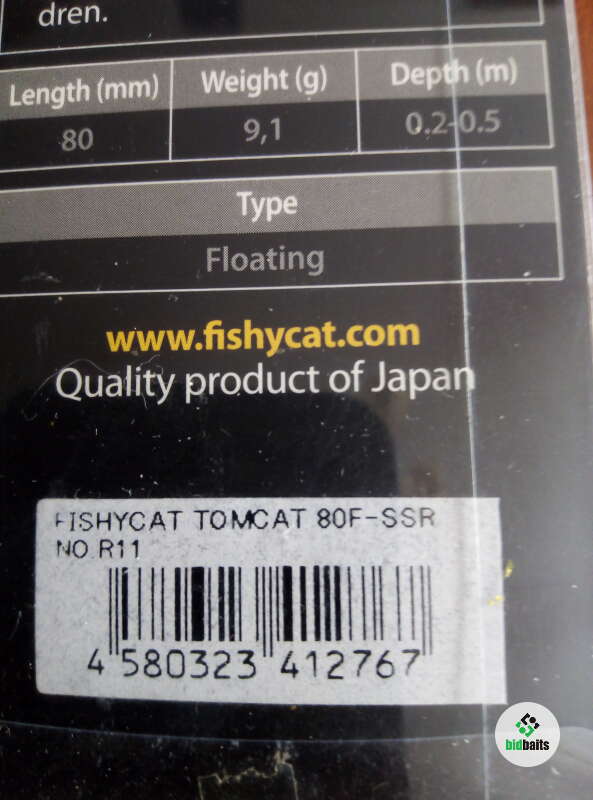 dren.
Length (mm) Weight (g) Depth (m)
80 9,1 0.2-0.5
Type
Floating
www.fishycat.com
Quality product of Japan
FISHYCAT TOMCAT 80F-SSR
NO.R11
4 580323 412767
bidbaits